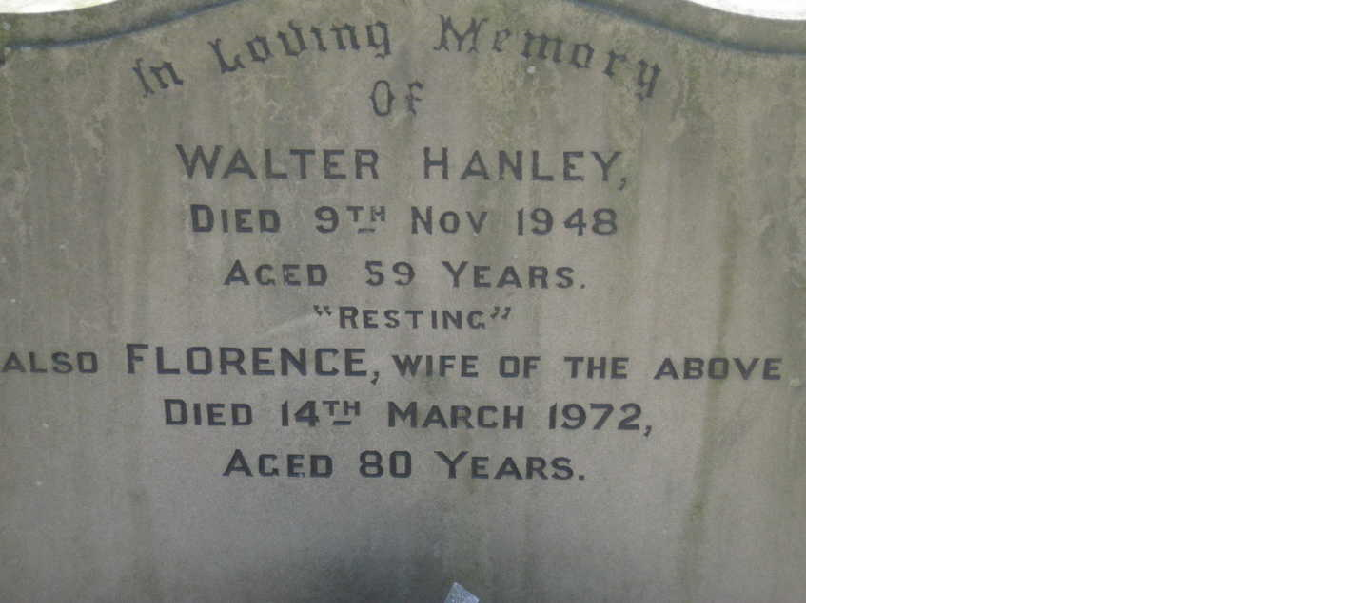 In Loving Memory
OF
WALTER HANLEY,
DIED 9TH NOV 1948
AGED 59 YEARS.
"RESTING"
ALSO FLORENCE, WIFE OF THE ABOVE
DIED 14TH MARCH 1972,
AGED 80 YEARS.